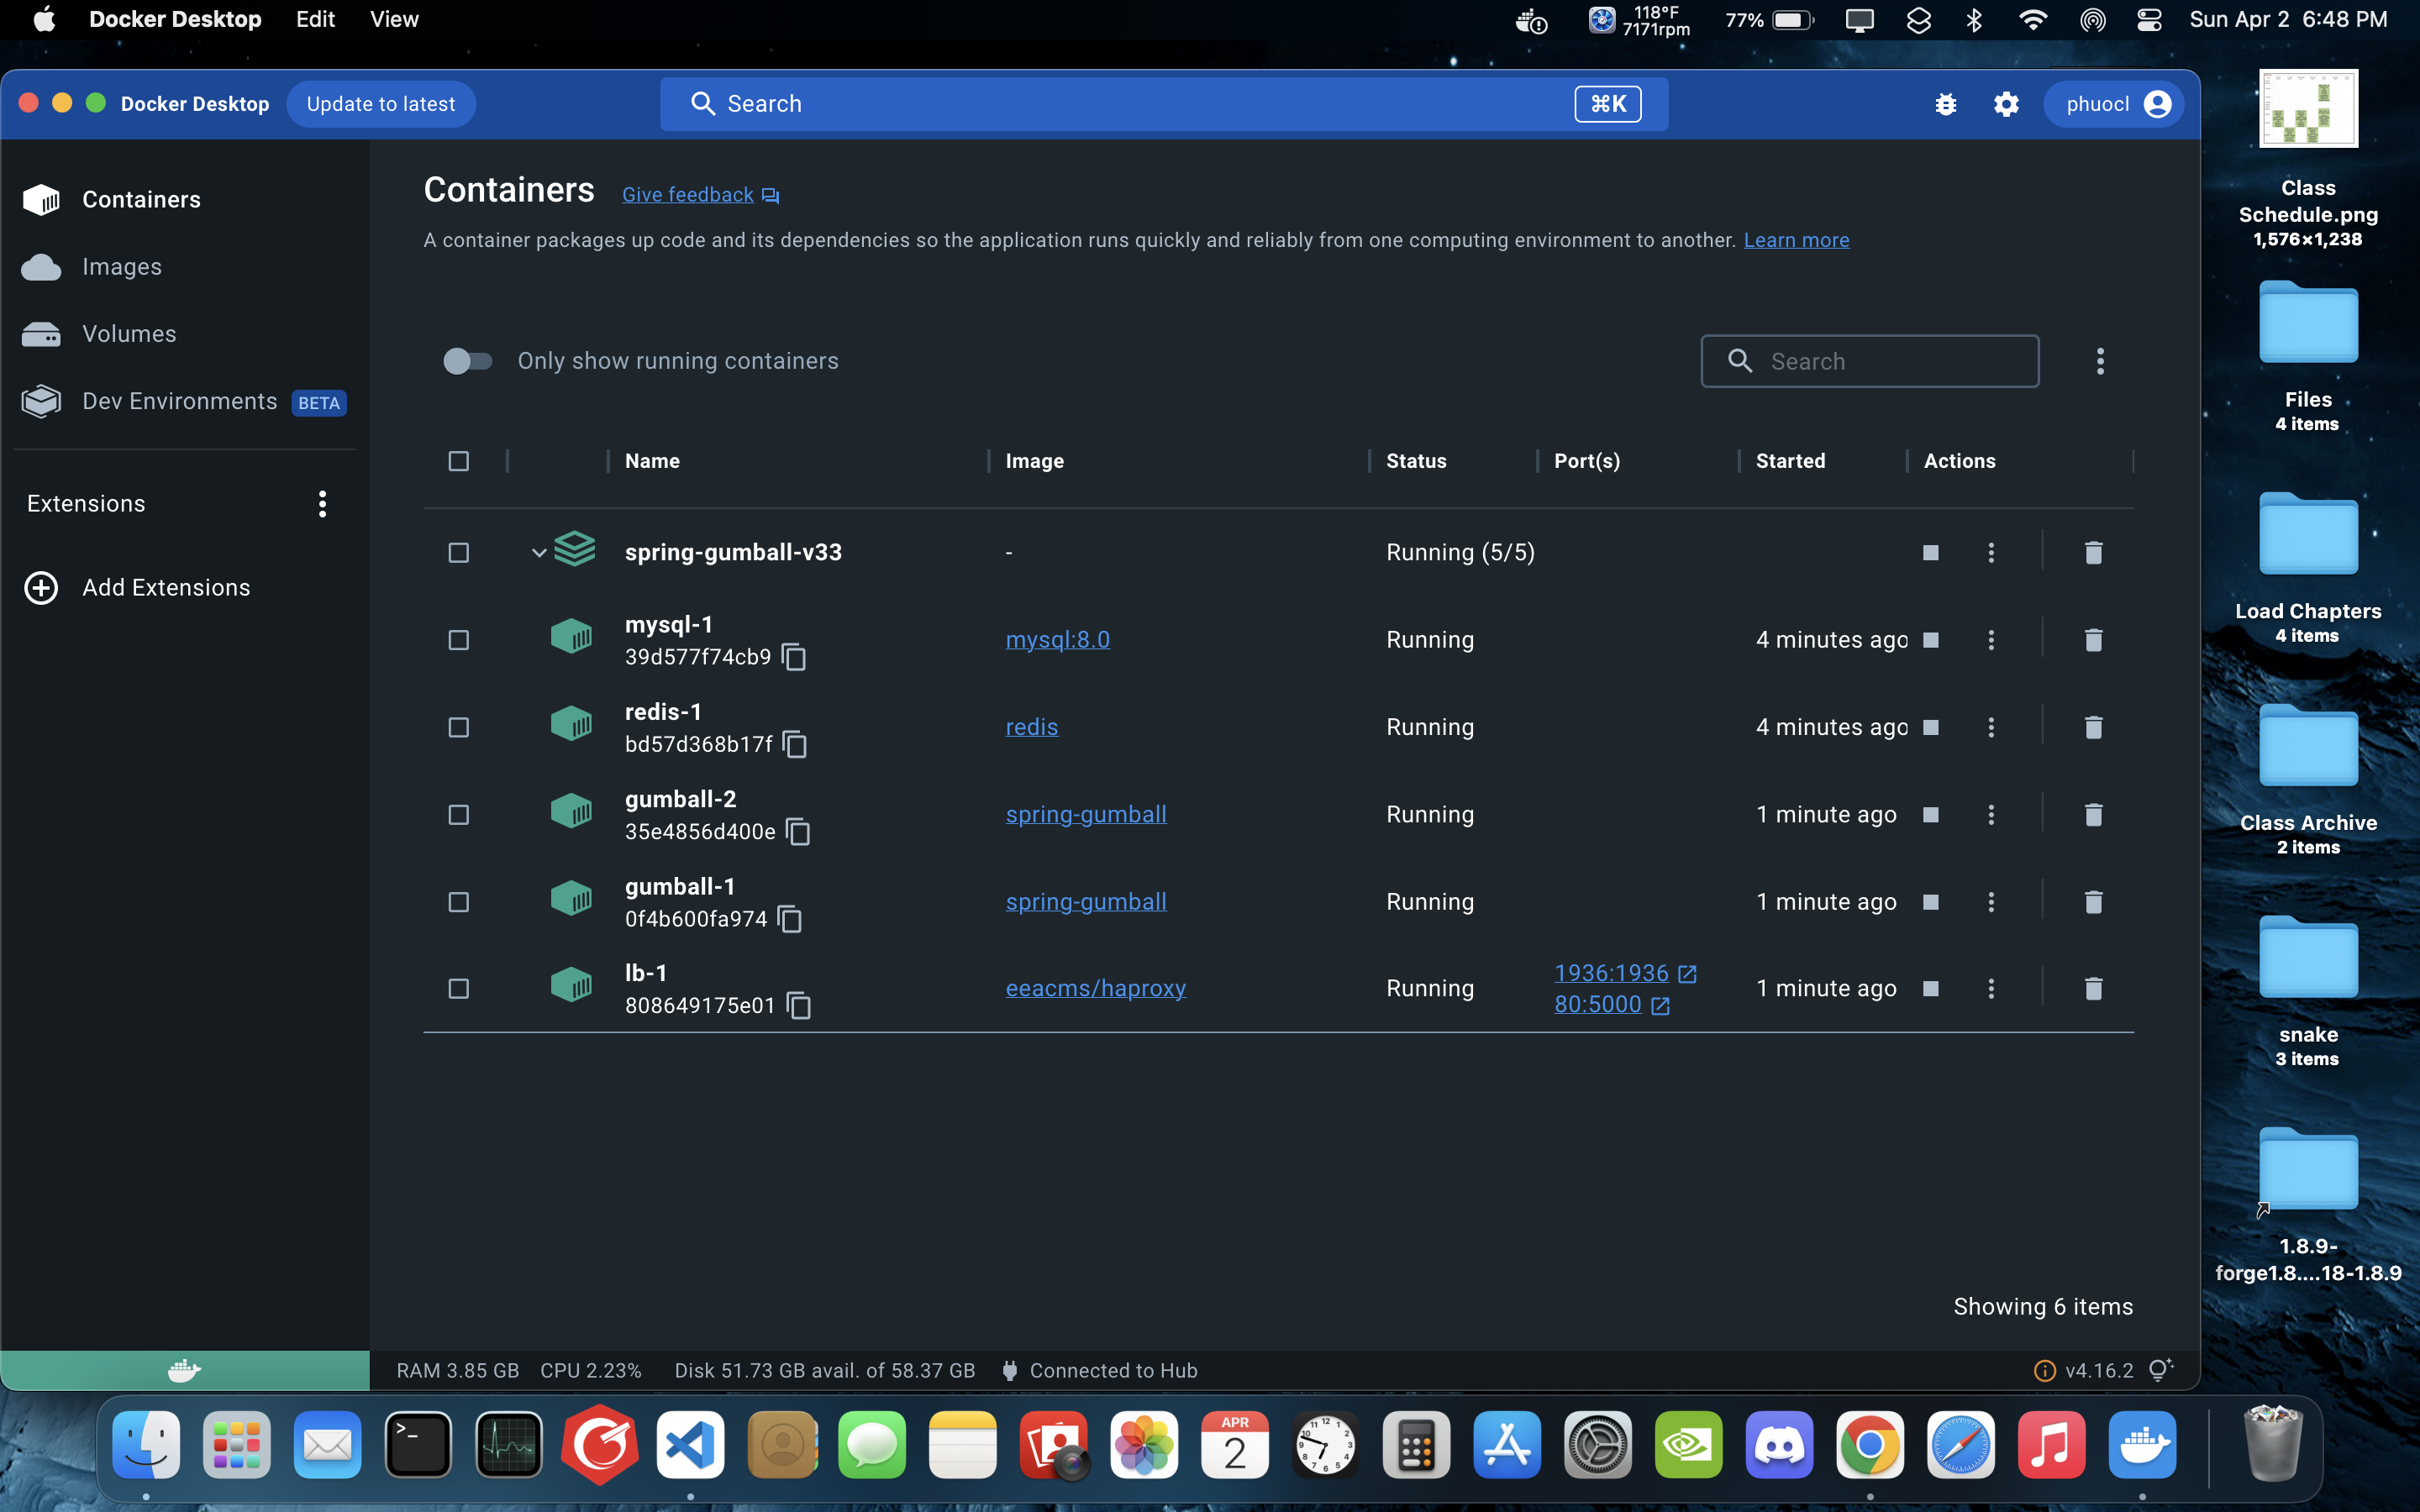 Docker Desktop Edit View 118°F 77% Sun Apr 2 6:48 PM
7171rpm
Docker Desktop Update to latest Search ⌘K phuocl
Containers
Images
Volumes
Dev Environments BETA
Extensions
Add Extensions
Containers Give feedback
A container packages up code and its dependencies so the application runs quickly and reliably from one computing environment to another. Learn more
Only show running containers Search
Name Image Status Port(s) Started Actions
spring-gumball-v33 - Running (5/5)
mysql-1
39d577f74cb9 mysql:8.0 Running 4 minutes ago
redis-1
bd57d368b17f redis Running 4 minutes ago
gumball-2
35e4856d400e spring-gumball Running 1 minute ago
gumball-1
0f4b600fa974 spring-gumball Running 1 minute ago
lb-1 1936:1936
808649175e01 eeacms/haproxy Running 80:5000 1 minute ago
Showing 6 items
RAM 3.85 GB CPU 2.23% Disk 51.73 GB avail. of 58.37 GB Connected to Hub v4.16.2
Class
Schedule.png
1,576×1,238
Files
4 items
Load Chapters
4 items
Class Archive
2 items
snake
3 items
1.8.9-
forge1.8....18-1.8.9
APR
2